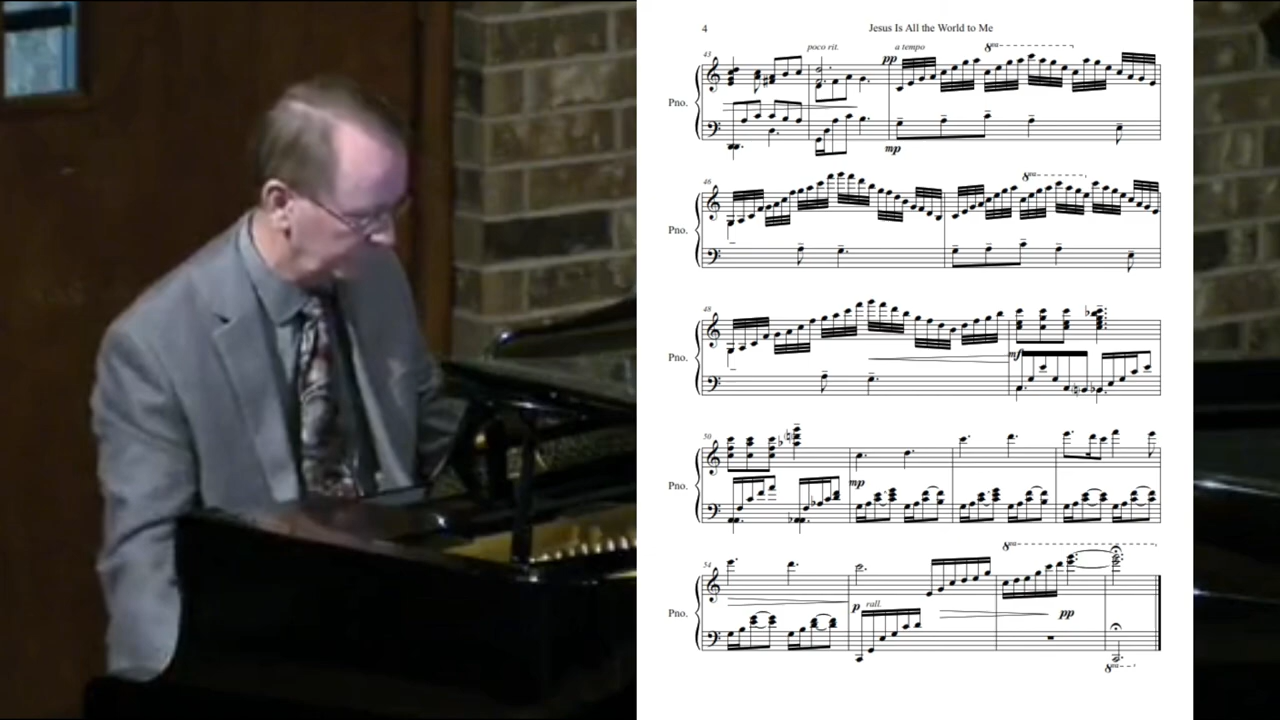 4
Jesus Is All the World to Me
43
poco rit.
a tempo
8va
pp
Pno.
mp
46
8va
Pno.
48
Pno.
mf
50
Pno.
mp
8va
54
Pno.
p
rall.
pp
8va